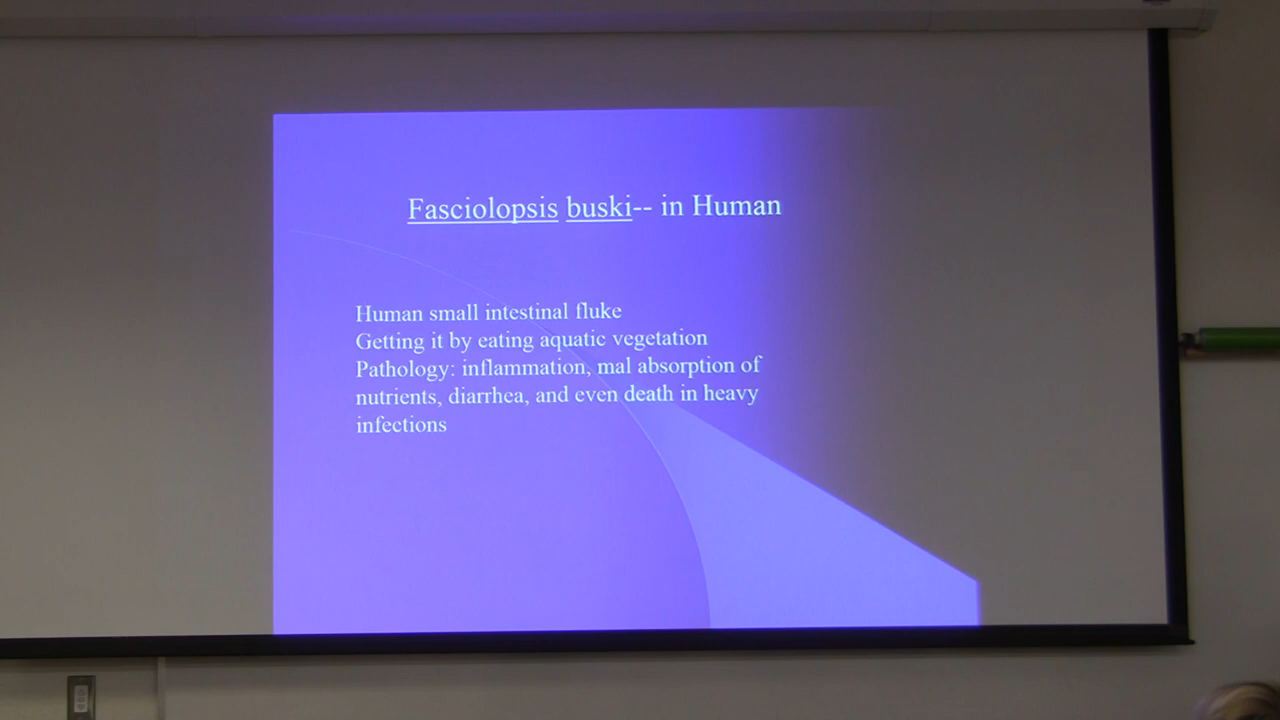 Fasciolopsis buski-- in Human
Human small intestinal fluke
Getting it by eating aquatic vegetation
Pathology: inflammation, mal absorption of
nutrients, diarrhea, and even death in heavy
infections